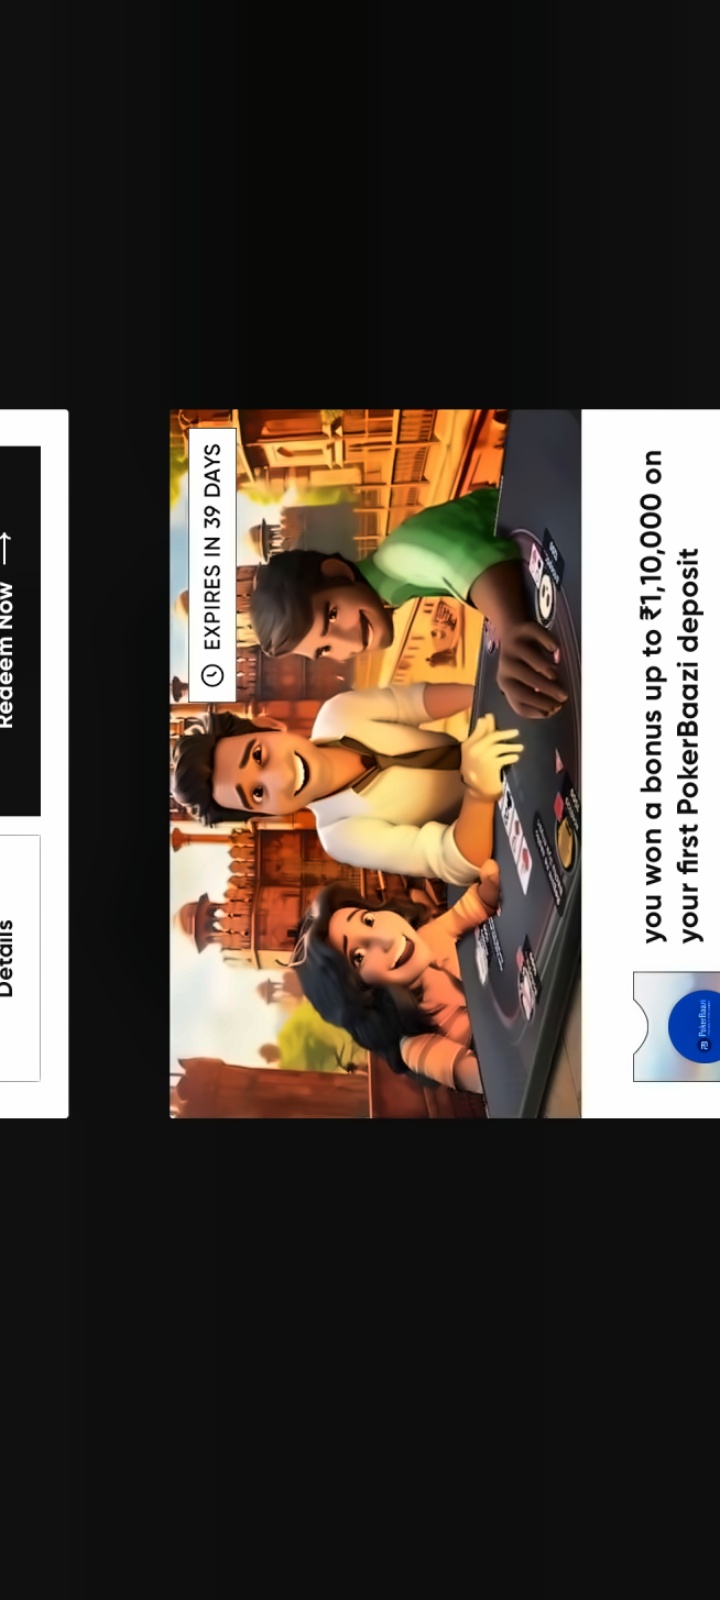 Details
Redeem Now →
EXPIRES IN 39 DAYS
you won a bonus up to ₹1,10,000 on
your first PokerBaazi deposit
PokerBaazi